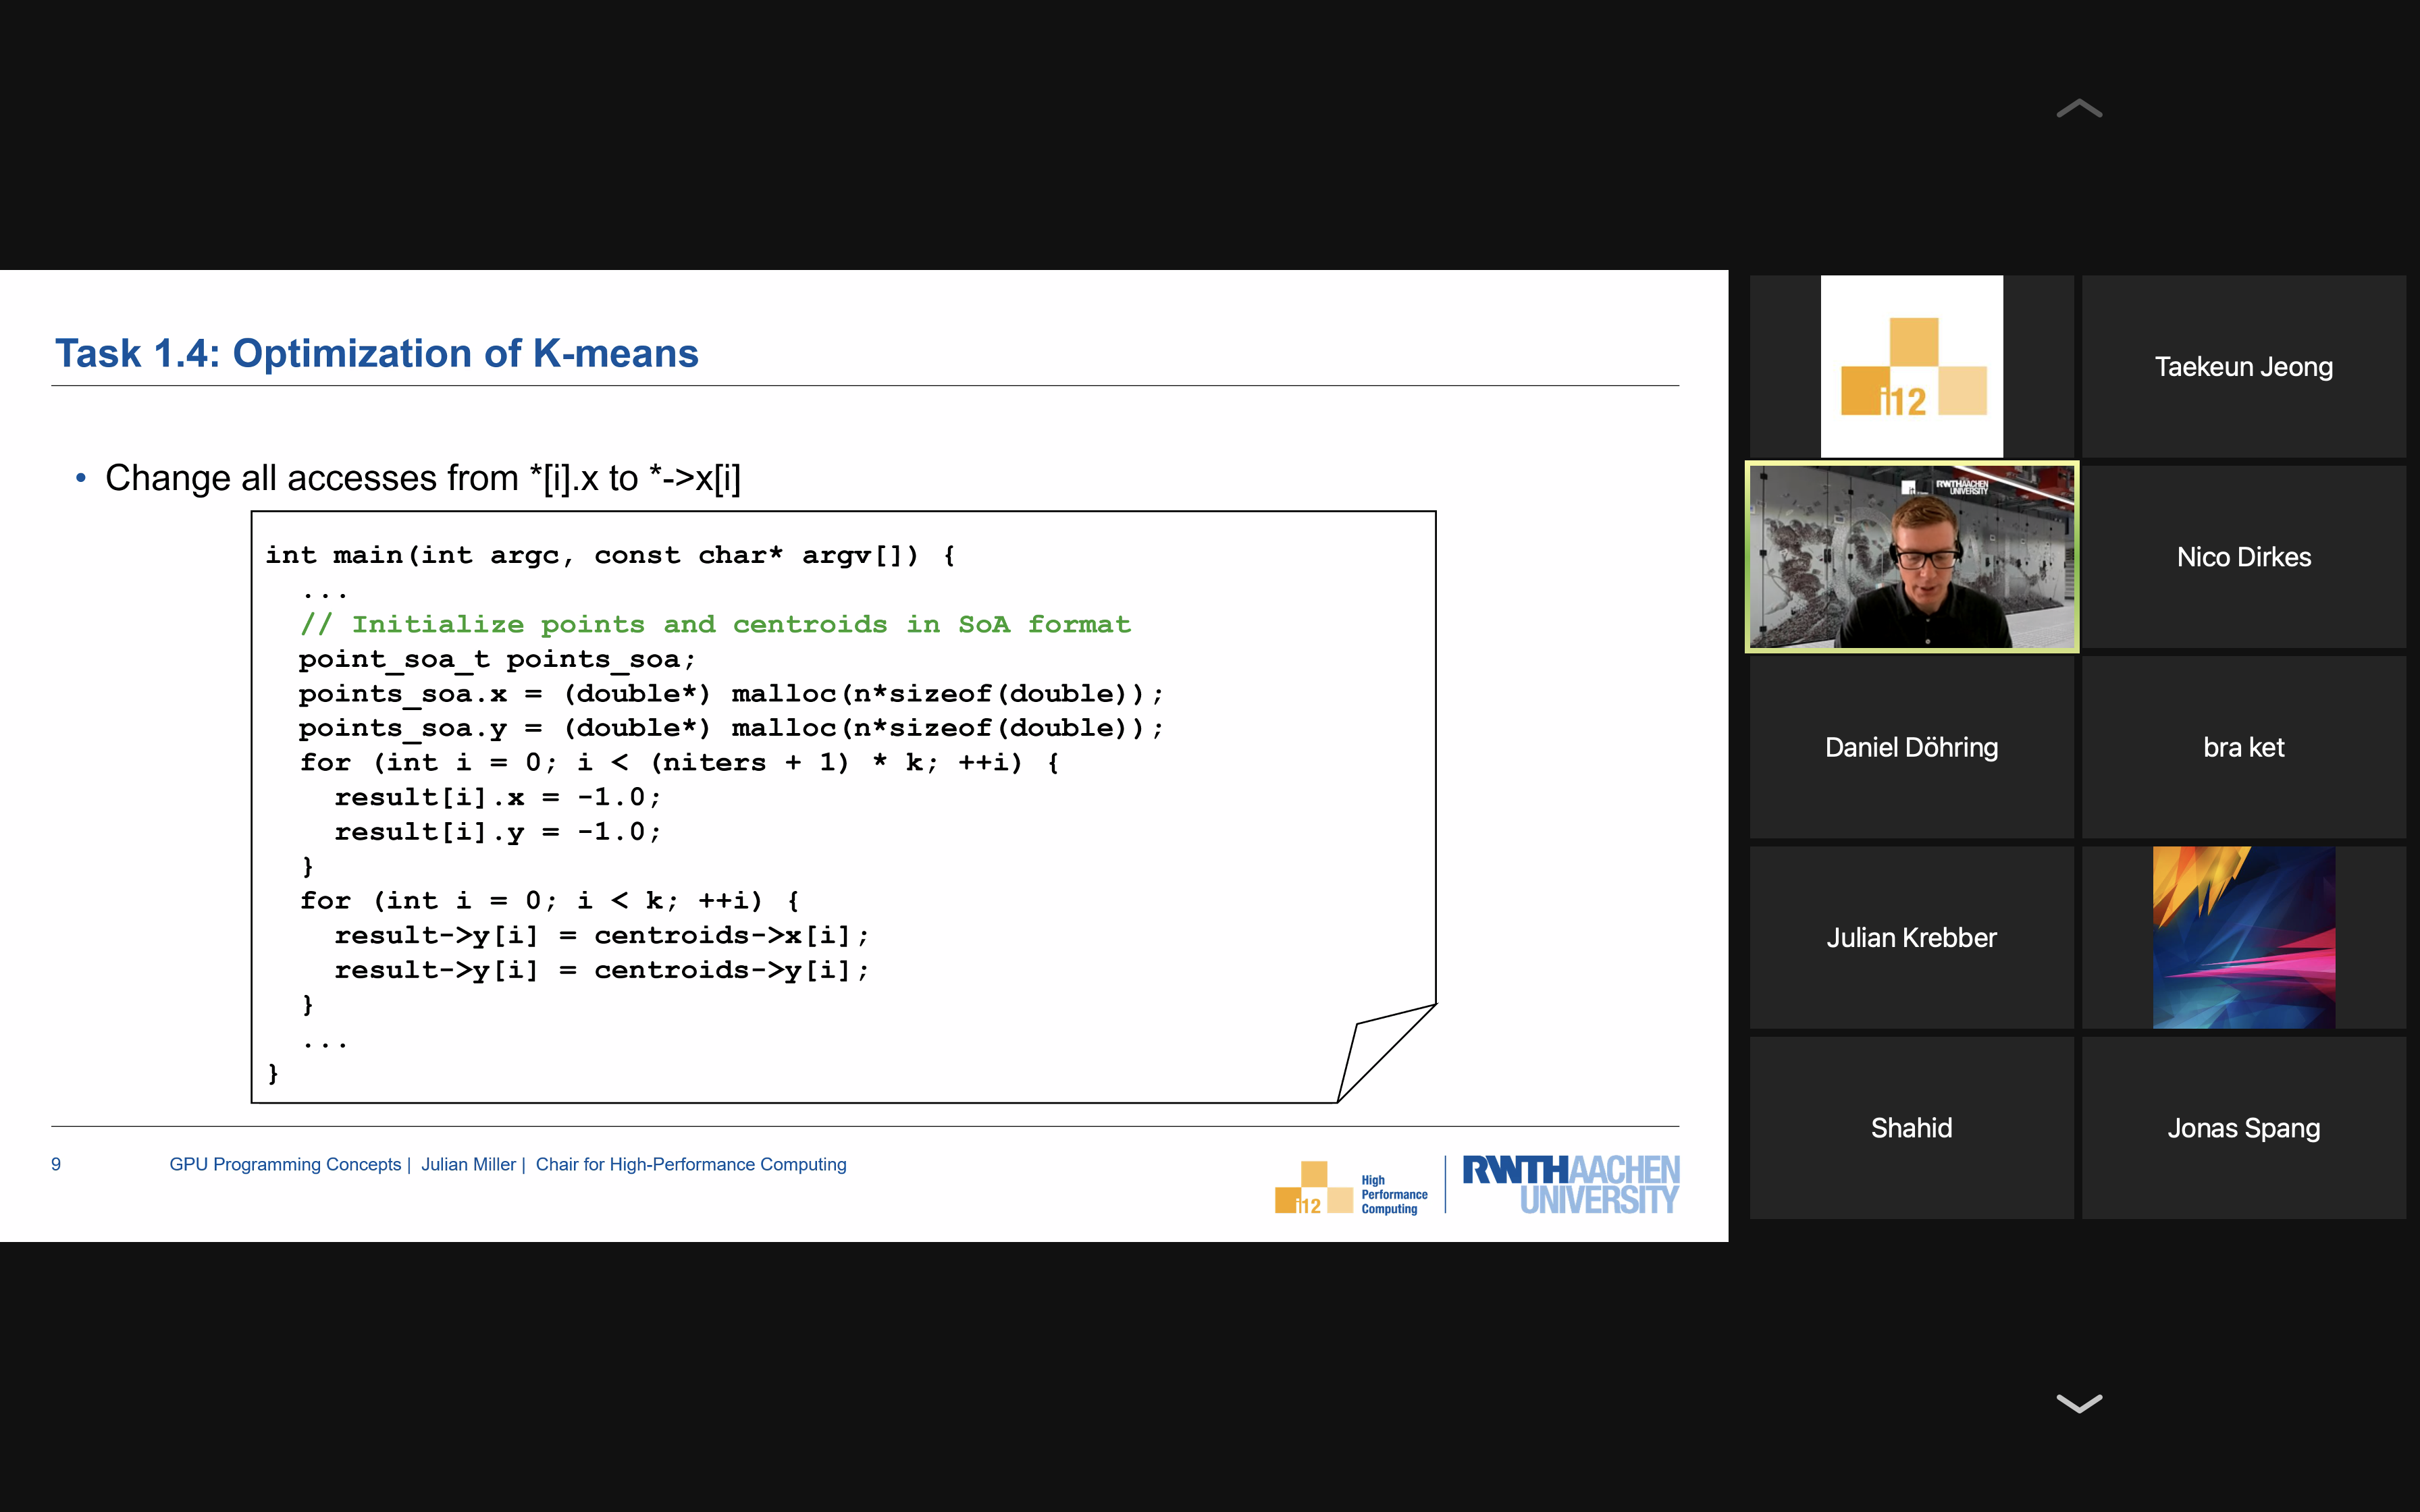 Task 1.4: Optimization of K-means
• Change all accesses from *[i].x to *->x[i]
int main(int argc, const char* argv[]) {
...
// Initialize points and centroids in SoA format
point_soa_t points_soa;
points_soa.x = (double*) malloc(n*sizeof(double));
points_soa.y = (double*) malloc(n*sizeof(double));
for (int i = 0; i < (niters + 1) * k; ++i) {
result[i].x = -1.0;
result[i].y = -1.0;
}
for (int i = 0; i < k; ++i) {
result->y[i] = centroids->x[i];
result->y[i] = centroids->y[i];
}
...
}
9 GPU Programming Concepts | Julian Miller | Chair for High-Performance Computing
i12
High
Performance
Computing
RWTHAACHEN
UNIVERSITY
i12
Taekeun Jeong
RWTHAACHEN
UNIVERSITY
Nico Dirkes
Daniel Döhring
bra ket
Julian Krebber
Shahid
Jonas Spang